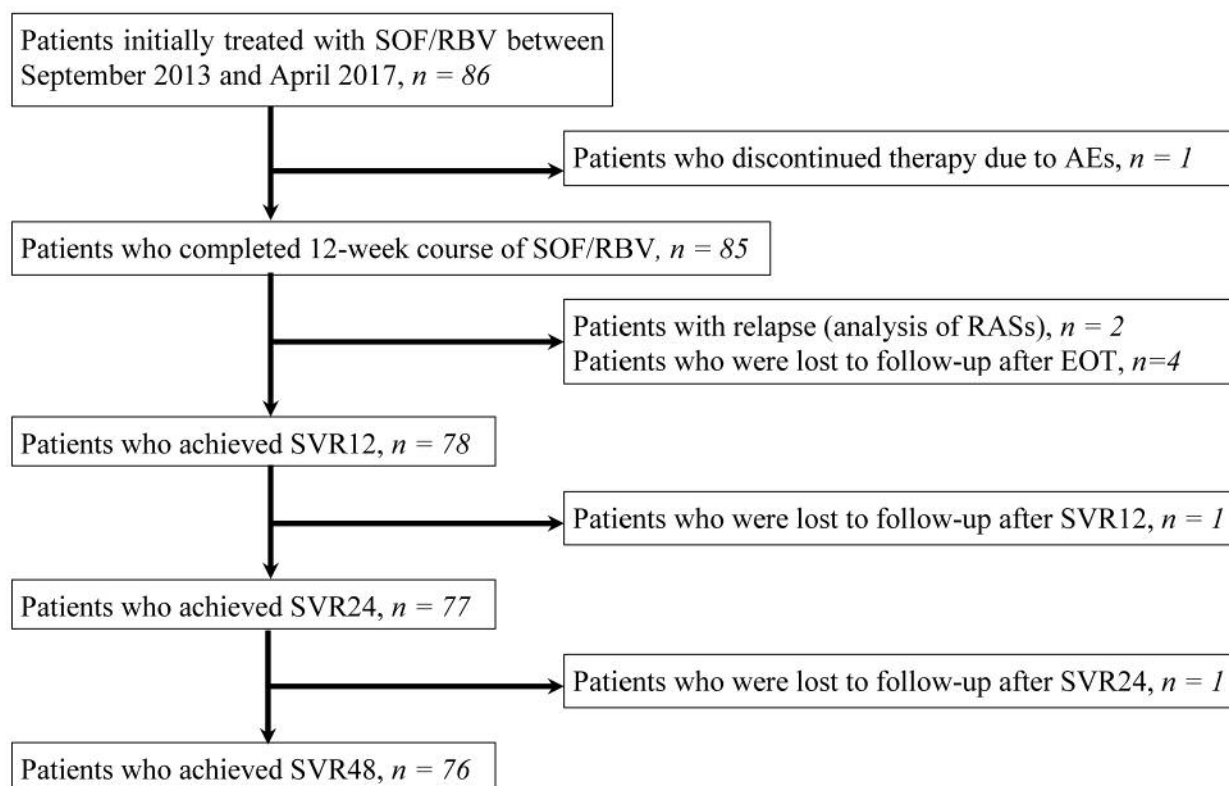 Patients initially treated with SOF/RBV between
September 2013 and April 2017, n = 86
Patients who discontinued therapy due to AEs, n = 1
Patients who completed 12-week course of SOF/RBV, n = 85
Patients with relapse (analysis of RASs), n = 2
Patients who were lost to follow-up after EOT, n=4
Patients who achieved SVR12, n = 78
Patients who were lost to follow-up after SVR12, n = 1
Patients who achieved SVR24, n = 77
Patients who were lost to follow-up after SVR24, n = 1
Patients who achieved SVR48, n = 76